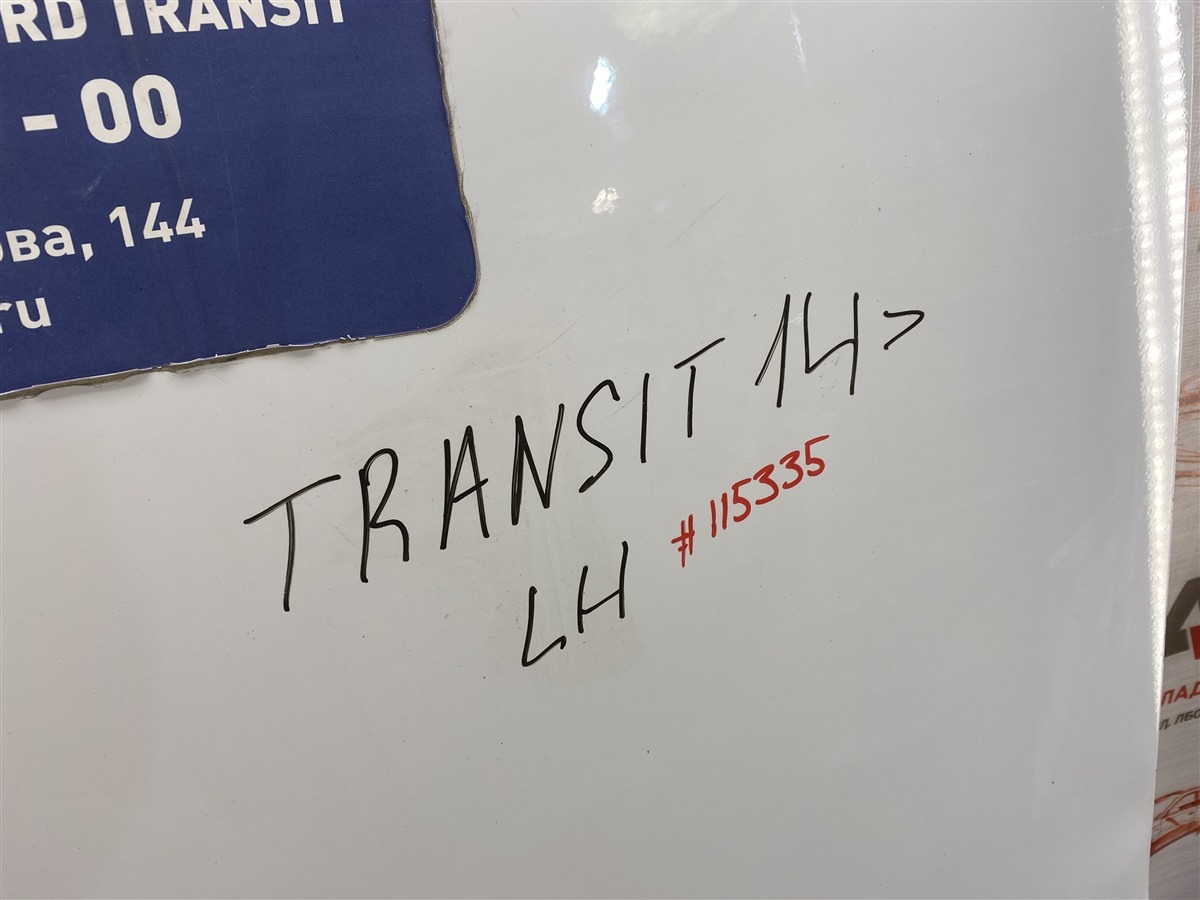 RD TRANSIT
- 00
ова, 144
ru
TRANSIT 14>
LH
#115335